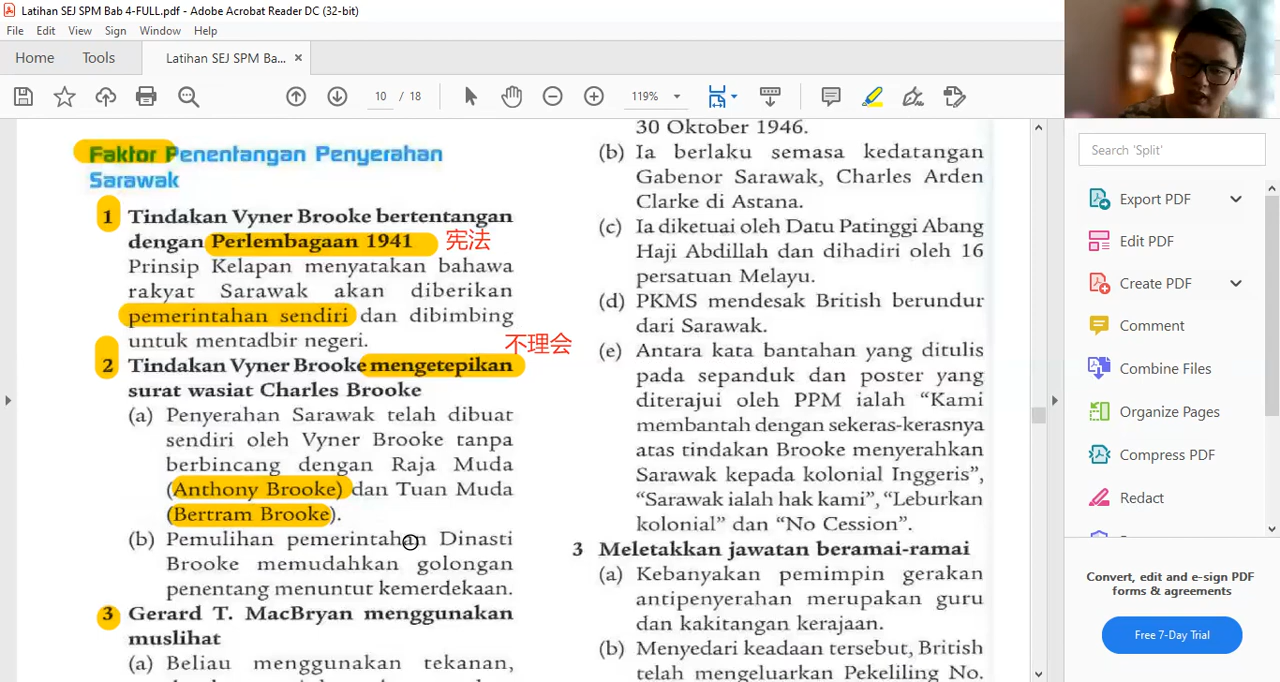 Latihan SEJ SPM Bab 4-FULL.pdf - Adobe Acrobat Reader DC (32-bit)
File Edit View Sign Window Help
Home Tools Latihan SEJ SPM Ba... ×
10 / 18 119%
Faktor Penentangan Penyerahan
Sarawak
1 Tindakan Vyner Brooke bertentangan
dengan Perlembagaan 1941 宪法
Prinsip Kelapan menyatakan bahawa
rakyat Sarawak akan diberikan
pemerintahan sendiri dan dibimbing
untuk mentadbir negeri.
不理会
2 Tindakan Vyner Brooke mengetepikan
surat wasiat Charles Brooke
(a) Penyerahan Sarawak telah dibuat
sendiri oleh Vyner Brooke tanpa
berbincang dengan Raja Muda
(Anthony Brooke) dan Tuan Muda
(Bertram Brooke).
(b) Pemulihan pemerintahan Dinasti
Brooke memudahkan golongan
penentang menuntut kemerdekaan.
3 Gerard T. MacBryan menggunakan
muslihat
(a) Beliau menggunakan tekanan,
30 Oktober 1946.
(b) Ia berlaku semasa kedatangan
Gabenor Sarawak, Charles Arden
Clarke di Astana.
(c) Ia diketuai oleh Datu Patinggi Abang
Haji Abdillah dan dihadiri oleh 16
persatuan Melayu.
(d) PKMS mendesak British berundur
dari Sarawak.
(e) Antara kata bantahan yang ditulis
pada sepanduk dan poster yang
diterajui oleh PPM ialah “Kami
membantah dengan sekeras-kerasnya
atas tindakan Brooke menyerahkan
Sarawak kepada kolonial Inggeris”,
“Sarawak ialah hak kami”, “Leburkan
kolonial” dan “No Cession”.
3 Meletakkan jawatan beramai-ramai
(a) Kebanyakan pemimpin gerakan
antipenyerahan merupakan guru
dan kakitangan kerajaan.
(b) Menyedari keadaan tersebut, British
telah mengeluarkan Pekeliling No.
Search 'Split'
Export PDF
Edit PDF
Create PDF
Comment
Combine Files
Organize Pages
Compress PDF
Redact
Convert, edit and e-sign PDF
forms & agreements
Free 7-Day Trial